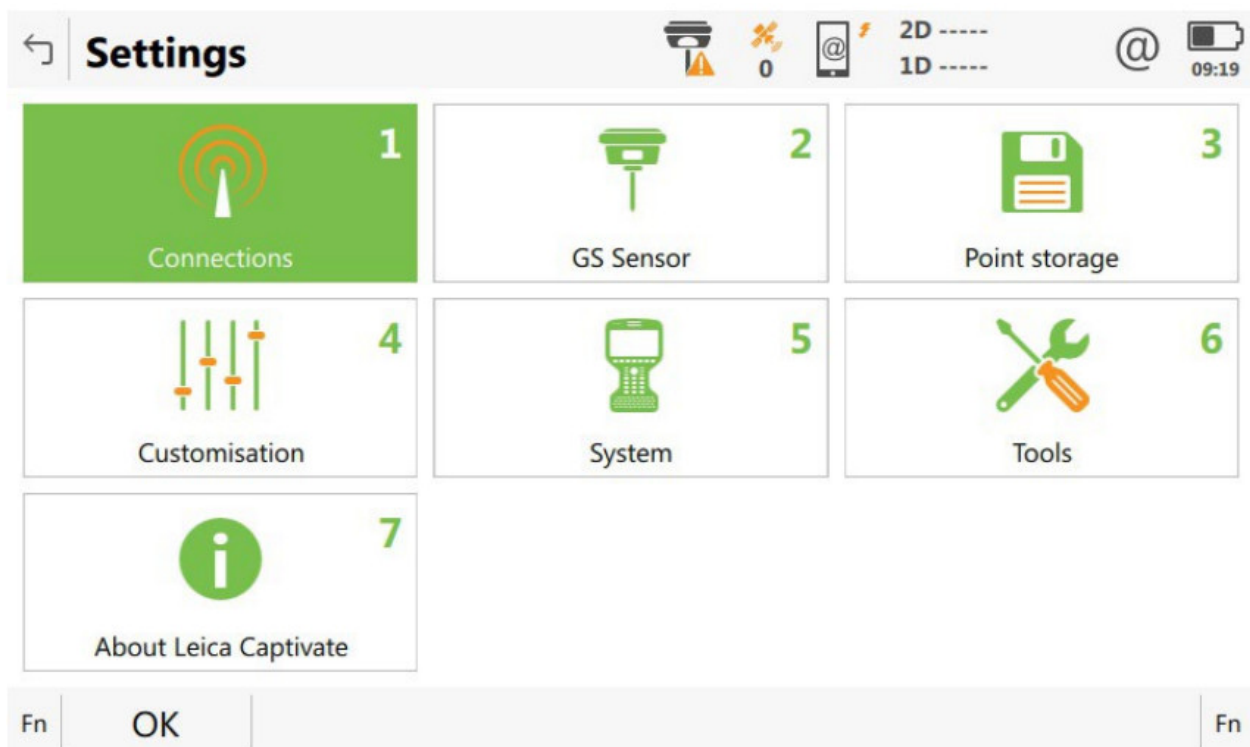 Settings
0
@
2D -----
1D -----
@
09:19
1
Connections
2
GS Sensor
3
Point storage
4
Customisation
5
System
6
Tools
7
i
About Leica Captivate
Fn
OK
Fn